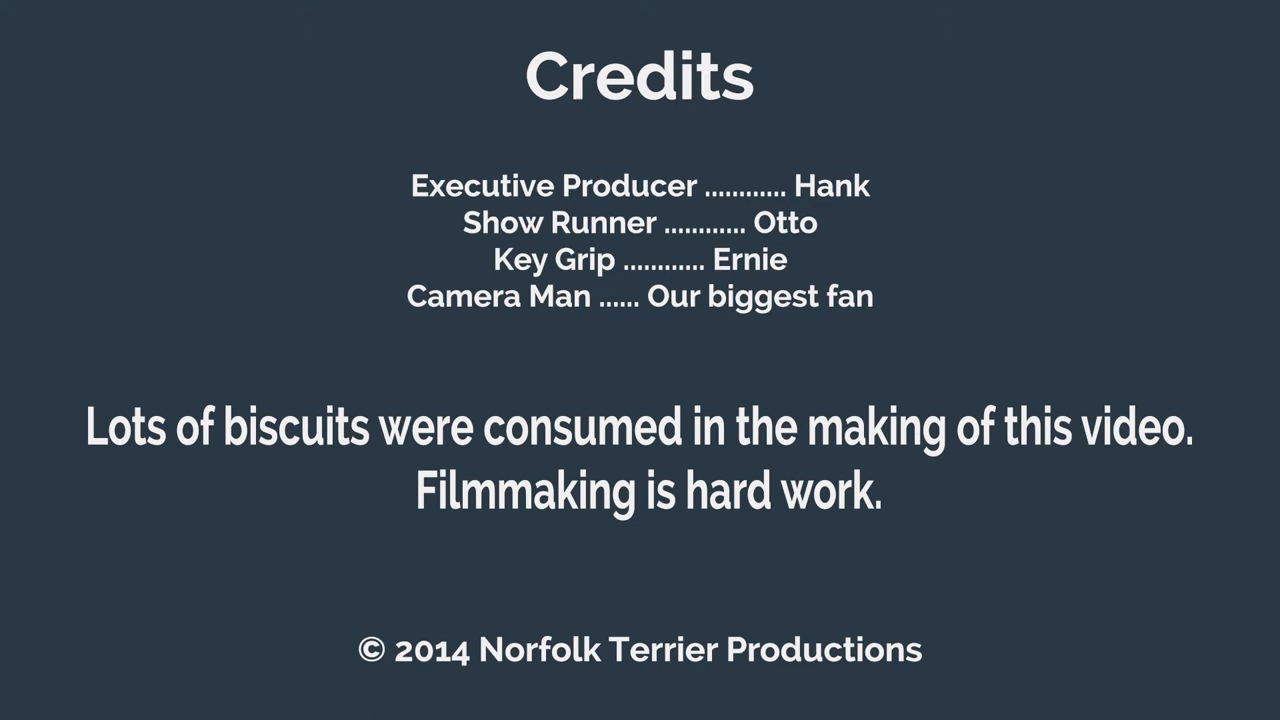 Credits
Executive Producer ............ Hank
Show Runner ............ Otto
Key Grip ............ Ernie
Camera Man ...... Our biggest fan
Lots of biscuits were consumed in the making of this video.
Filmmaking is hard work.
© 2014 Norfolk Terrier Productions